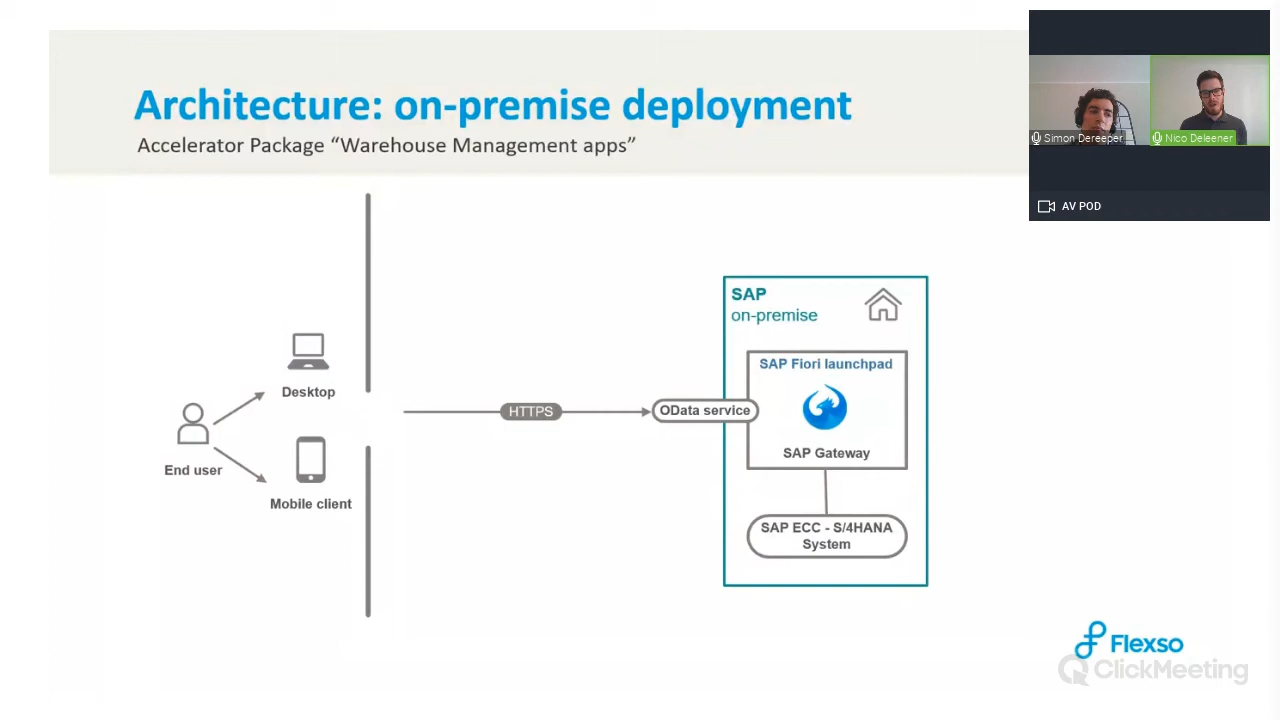 Architecture: on-premise deployment
Accelerator Package “Warehouse Management apps”
Simon Dereeper
Nico Deleener
AV POD
SAP
on-premise
SAP Fiori launchpad
Desktop
HTTPS
OData service
SAP Gateway
End user
Mobile client
SAP ECC - S/4HANA
System
Flexso
ClickMeeting